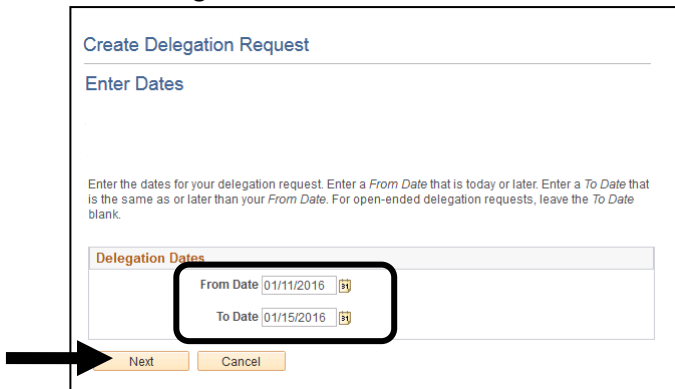 Create Delegation Request
Enter Dates
Enter the dates for your delegation request. Enter a From Date that is today or later. Enter a To Date that
is the same as or later than your From Date. For open-ended delegation requests, leave the To Date
blank.
Delegation Dates
From Date 01/11/2016 31
To Date 01/15/2016 31
Next Cancel